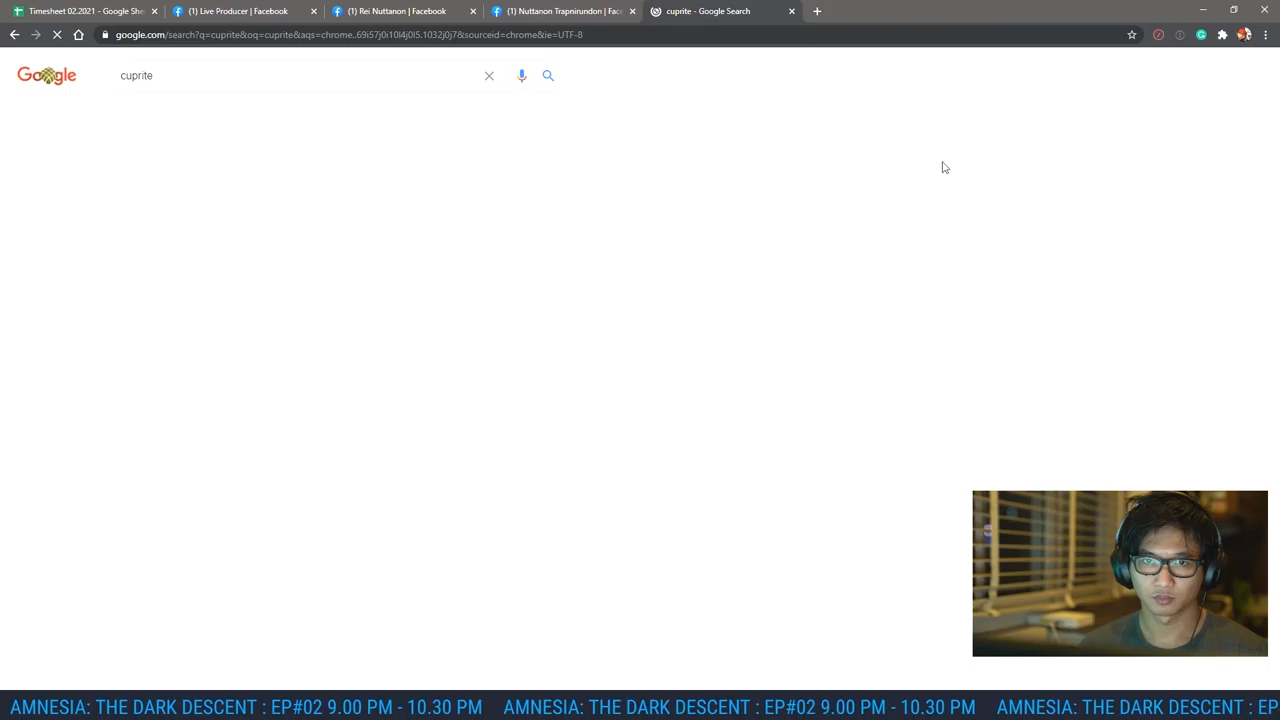 Timesheet 02.2021 - Google She
(1) Live Producer | Facebook
(1) Rei Nuttanon | Facebook
(1) Nuttanon Trapnirundon | Fac
cuprite - Google Search
google.com/search?q=cuprite&oq=cuprite&aqs=chrome..69i57j0i10l4j0l5.1032j0j7&sourceid=chrome&ie=UTF-8
Google
cuprite
AMNESIA: THE DARK DESCENT : EP#02 9.00 PM - 10.30 PM AMNESIA: THE DARK DESCENT : EP#02 9.00 PM - 10.30 PM AMNESIA: THE DARK DESCENT : EP